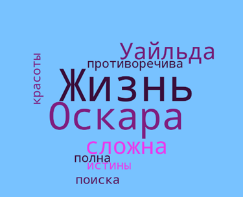 Уайльда
противоречива
красоты
Жизнь
Оскара
сложна
полна
истины
поиска